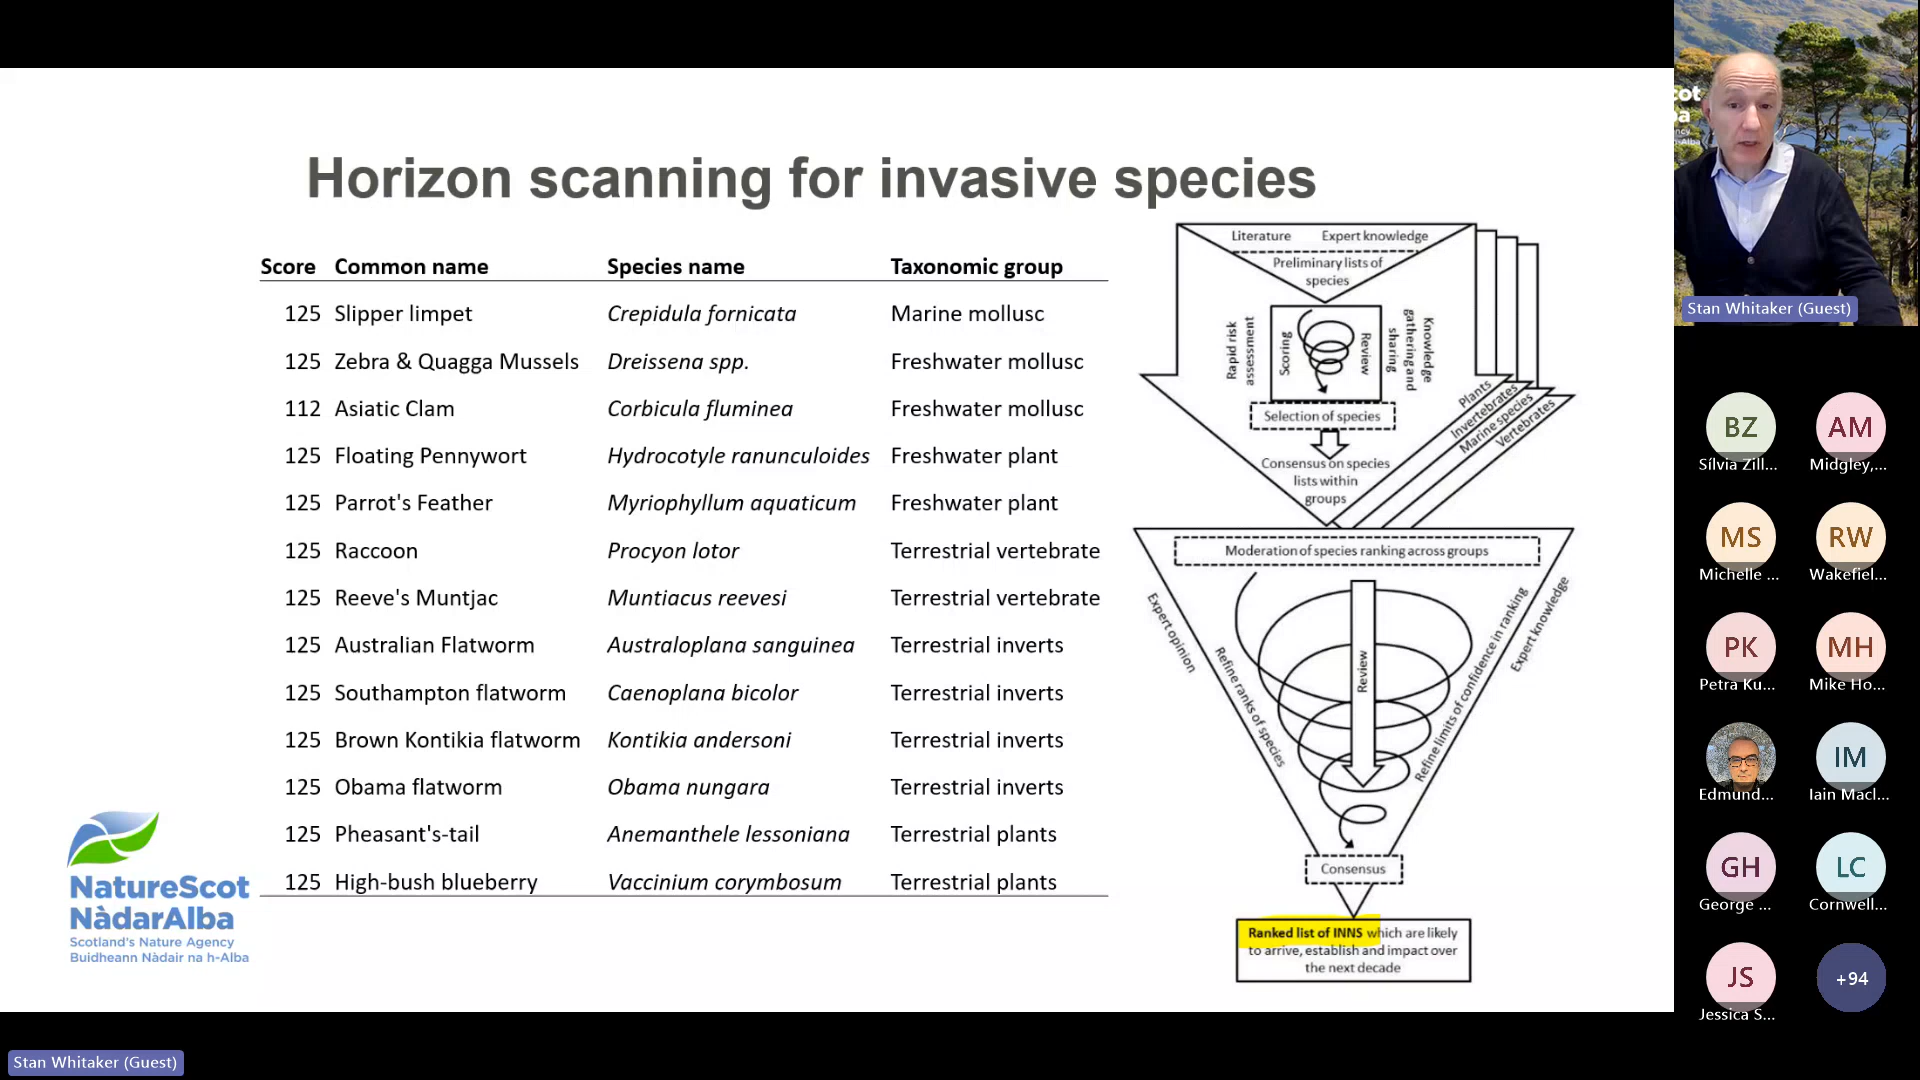 Horizon scanning for invasive species
Score Common name Species name Taxonomic group
125 Slipper limpet Crepidula fornicata Marine mollusc
125 Zebra & Quagga Mussels Dreissena spp. Freshwater mollusc
112 Asiatic Clam Corbicula fluminea Freshwater mollusc
125 Floating Pennywort Hydrocotyle ranunculoides Freshwater plant
125 Parrot's Feather Myriophyllum aquaticum Freshwater plant
125 Raccoon Procyon lotor Terrestrial vertebrate
125 Reeve's Muntjac Muntiacus reevesi Terrestrial vertebrate
125 Australian Flatworm Australoplana sanguinea Terrestrial inverts
125 Southampton flatworm Caenoplana bicolor Terrestrial inverts
125 Brown Kontikia flatworm Kontikia andersoni Terrestrial inverts
125 Obama flatworm Obama nungara Terrestrial inverts
125 Pheasant's-tail Anemanthele lessoniana Terrestrial plants
125 High-bush blueberry Vaccinium corymbosum Terrestrial plants
NatureScot
NàdarAlba
Scotland's Nature Agency
Buidheann Nàdair na h-Alba
Literature Expert knowledge
Preliminary lists of
species
Rapid risk
assessment
Scoring
Review
Knowledge
gathering and
sharing
Selection of species
Consensus on species
lists within
groups
Plants
Invertebrates
Marine species
Vertebrates
Moderation of species ranking across groups
Expert opinion
Refine ranks of species
Review
Refine limits of confidence in ranking
Expert knowledge
Consensus
Ranked list of INNS which are likely
to arrive, establish and impact over
the next decade
Stan Whitaker (Guest)
BZ
Sílvia Zill...
AM
Midgley,...
MS
Michelle ...
RW
Wakefiel...
PK
Petra Ku...
MH
Mike Ho...
Edmund...
IM
Iain Macl...
GH
George ...
LC
Cornwell...
JS
Jessica S...
+94
Stan Whitaker (Guest)